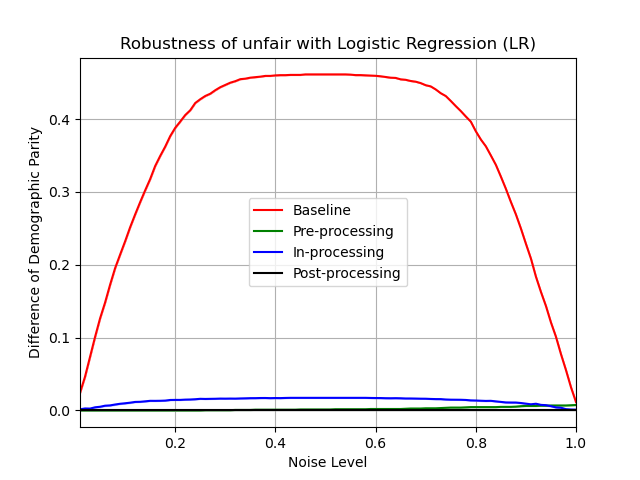 Robustness of unfair with Logistic Regression (LR)
Difference of Demographic Parity
0.4
0.3
0.2
0.1
0.0
Baseline
Pre-processing
In-processing
Post-processing
0.2 0.4 0.6 0.8 1.0
Noise Level